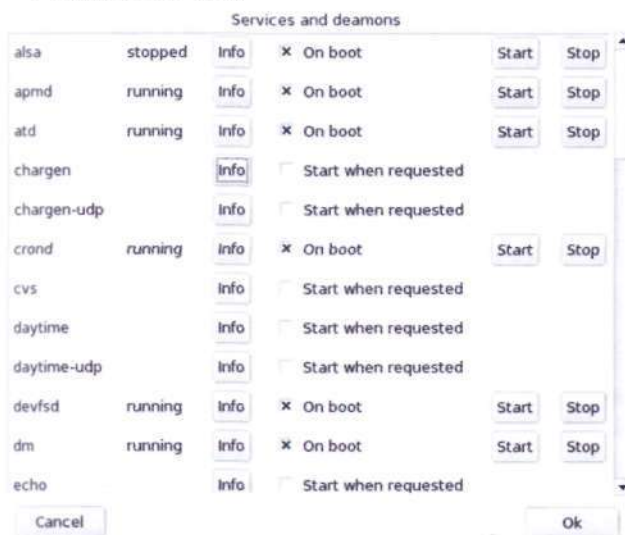 Services and deamons
alsa stopped Info On boot Start Stop
apmd running Info On boot Start Stop
atd running Info On boot Start Stop
chargen Info Start when requested
chargen-udp Info Start when requested
crond running Info On boot Start Stop
cvs Info Start when requested
daytime Info Start when requested
daytime-udp Info Start when requested
devfsd running Info On boot Start Stop
dm running Info On boot Start Stop
echo Info Start when requested
Cancel Ok